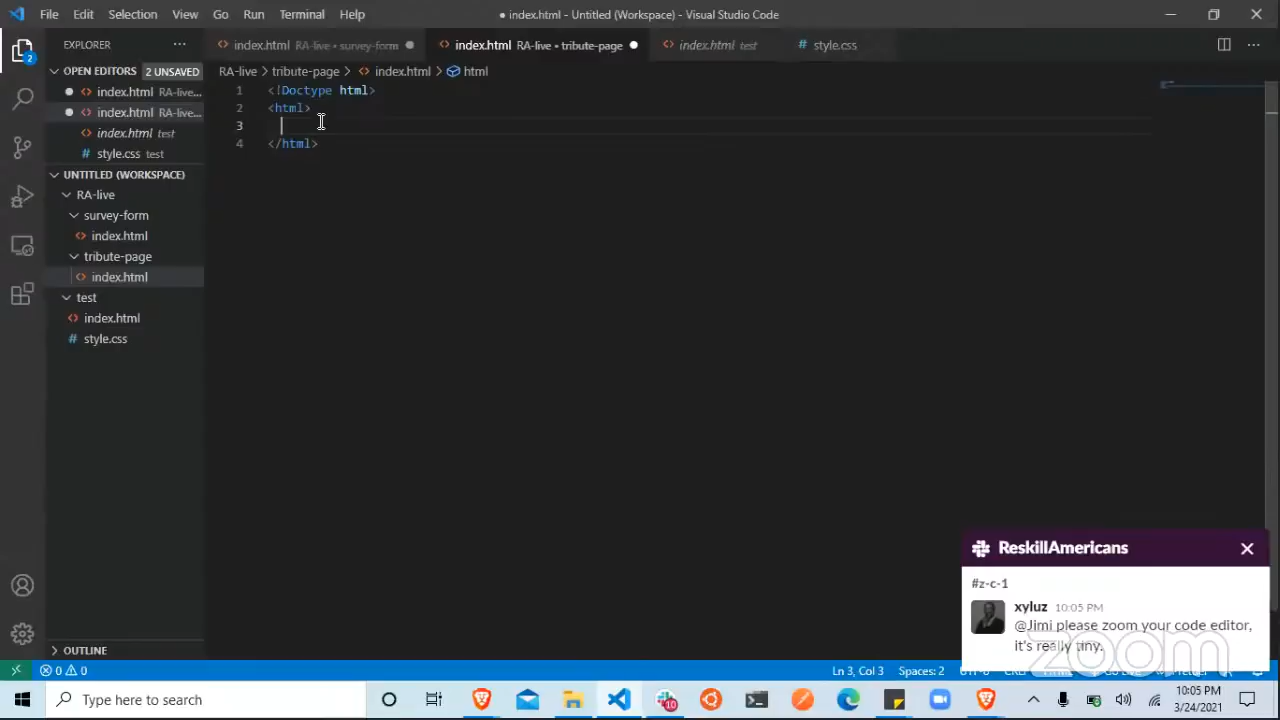 File Edit Selection View Go Run Terminal Help
● index.html - Untitled (Workspace) - Visual Studio Code
EXPLORER
index.html RA-live • survey-form
index.html RA-live • tribute-page
index.html test
style.css
OPEN EDITORS 2 UNSAVED
RA-live > tribute-page > index.html > html
index.html RA-live...
index.html RA-live...
index.html test
style.css test
UNTITLED (WORKSPACE)
RA-live
survey-form
index.html
tribute-page
index.html
test
index.html
style.css
OUTLINE
1 <!Doctype html>
2 <html>
3
4 </html>
2
ReskillAmericans
#z-c-1
xyluz 10:05 PM
@Jimi please zoom your code editor,
it's really tiny.
zoom
0 0
Ln 3, Col 3
Spaces: 2
Type here to search
10
10:05 PM
3/24/2021